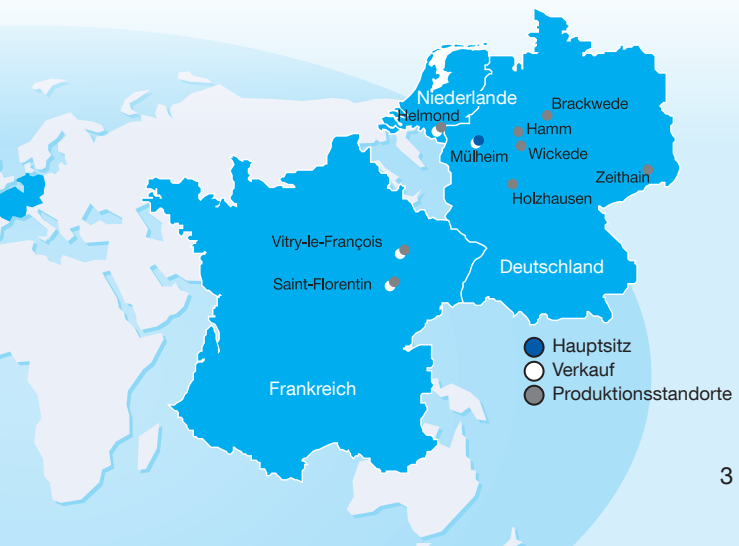 Niederlande
Helmond
Brackwede
Hamm
Mülheim
Wickede
Zeithain
Holzhausen
Vitry-le-François
Saint-Florentin
Deutschland
Frankreich
Hauptsitz
Verkauf
Produktionsstandorte
3